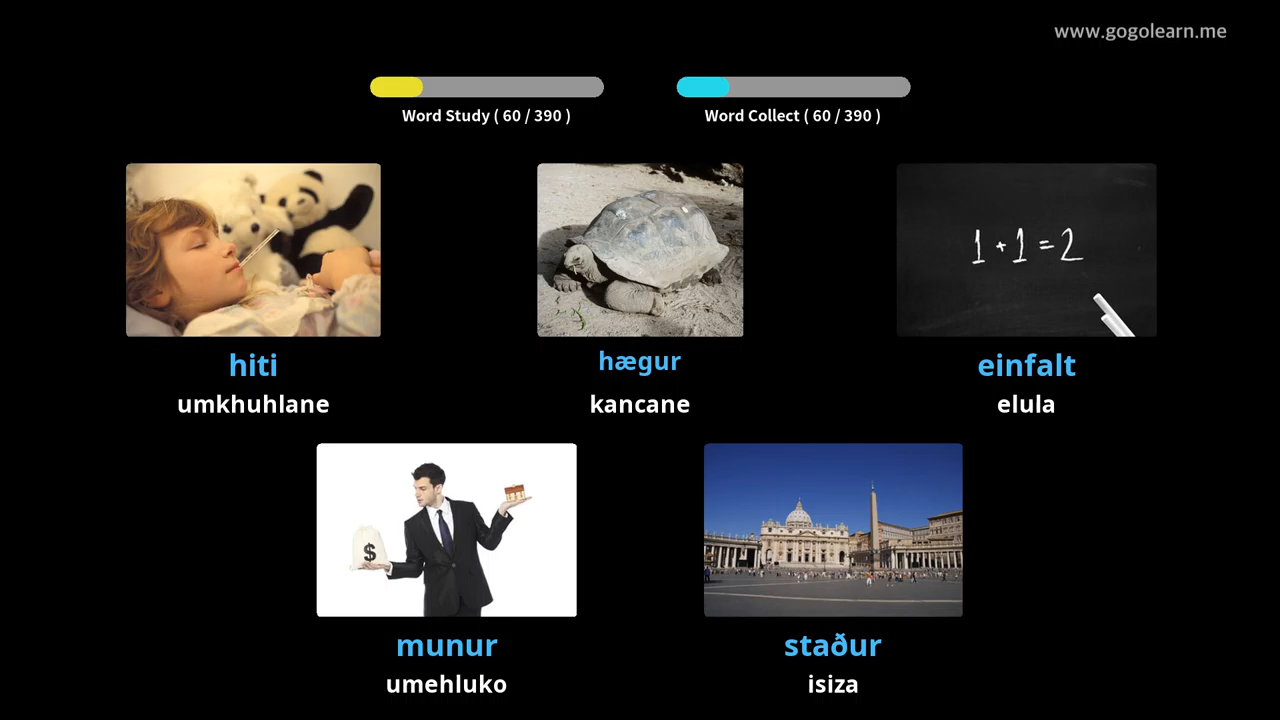 www.gogolearn.me
Word Study ( 60 / 390 )
Word Collect ( 60 / 390 )
1 + 1 = 2
hiti
hægur
einfalt
umkhuhlane
kancane
elula
$
munur
staður
umehluko
isiza